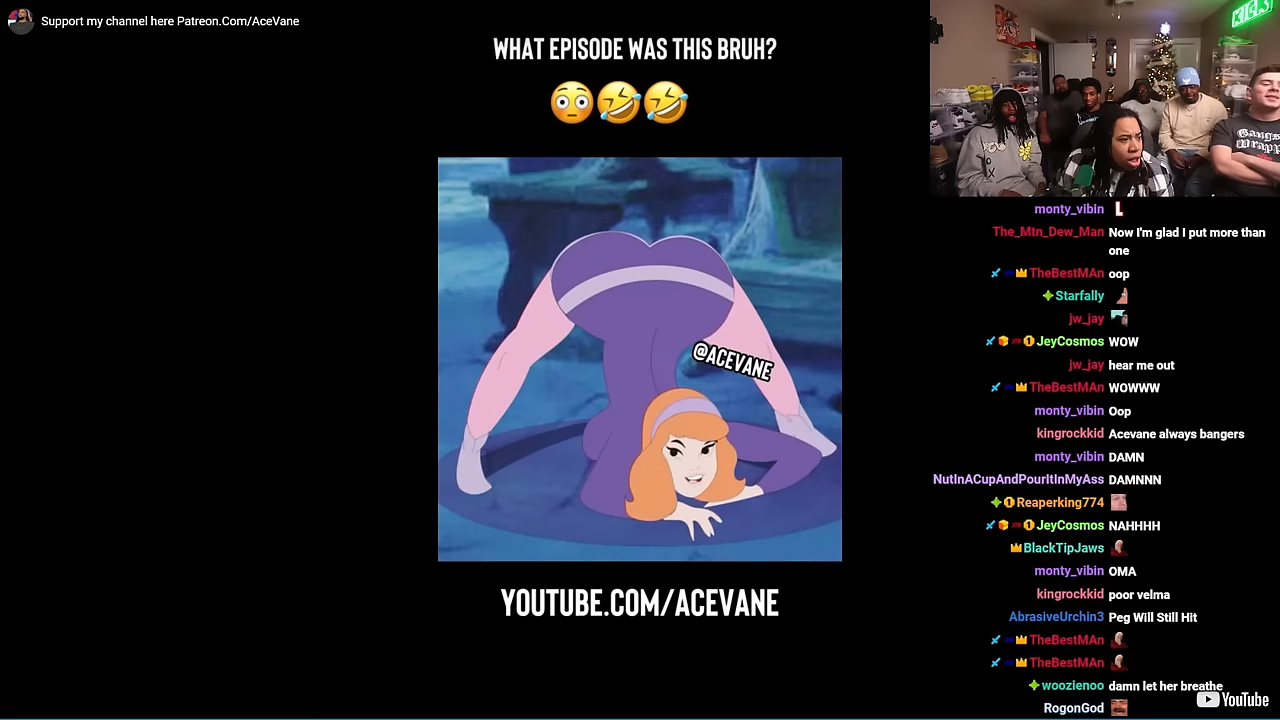 Support my channel here Patreon.Com/AceVane
WHAT EPISODE WAS THIS BRUH?
@ACEVANE
YOUTUBE.COM/ACEVANE
monty_vibin
The_Mtn_Dew_Man Now I'm glad I put more than
one
TheBestMAn oop
Starfally
jw_jay
JeyCosmos WOW
jw_jay hear me out
TheBestMAn WOWWW
monty_vibin Oop
kingrockkid Acevane always bangers
monty_vibin DAMN
NutInACupAndPourItInMyAss DAMNNN
Reaperking774
JeyCosmos NAHHHH
BlackTipJaws
monty_vibin OMA
kingrockkid poor velma
AbrasiveUrchin3 Peg Will Still Hit
TheBestMAn
TheBestMAn
woozienoo damn let her breathe
RogonGod
YouTube